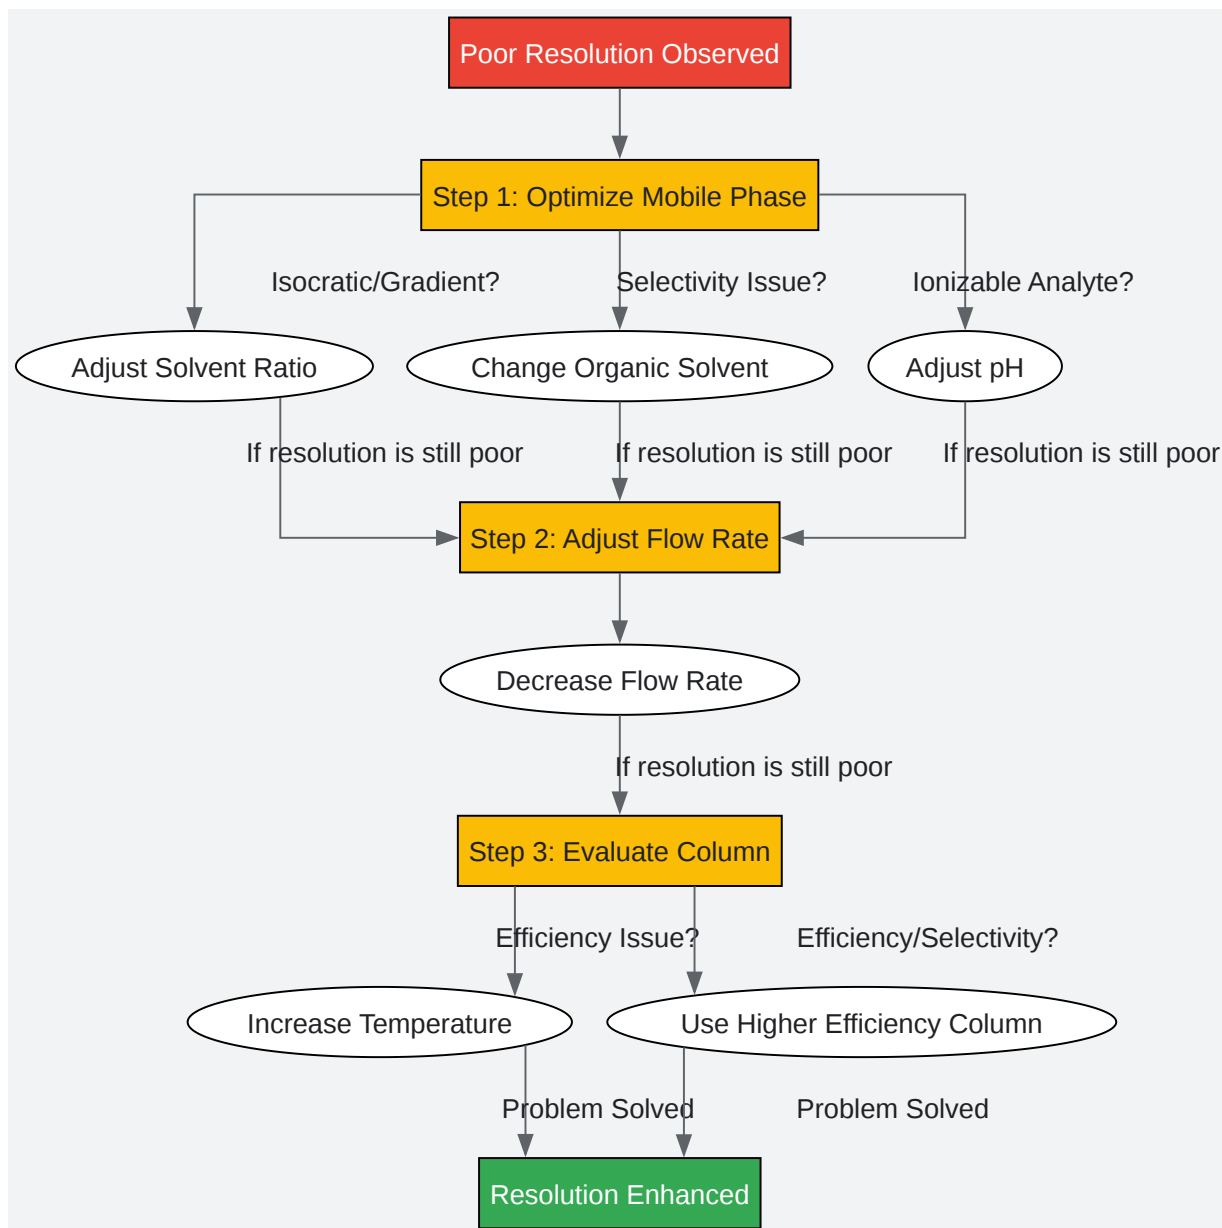 Poor Resolution Observed
Step 1: Optimize Mobile Phase
Isocratic/Gradient?
Selectivity Issue?
Ionizable Analyte?
Adjust Solvent Ratio
Change Organic Solvent
Adjust pH
If resolution is still poor
If resolution is still poor
If resolution is still poor
Step 2: Adjust Flow Rate
Decrease Flow Rate
If resolution is still poor
Step 3: Evaluate Column
Efficiency Issue?
Efficiency/Selectivity?
Increase Temperature
Use Higher Efficiency Column
Problem Solved
Problem Solved
Resolution Enhanced